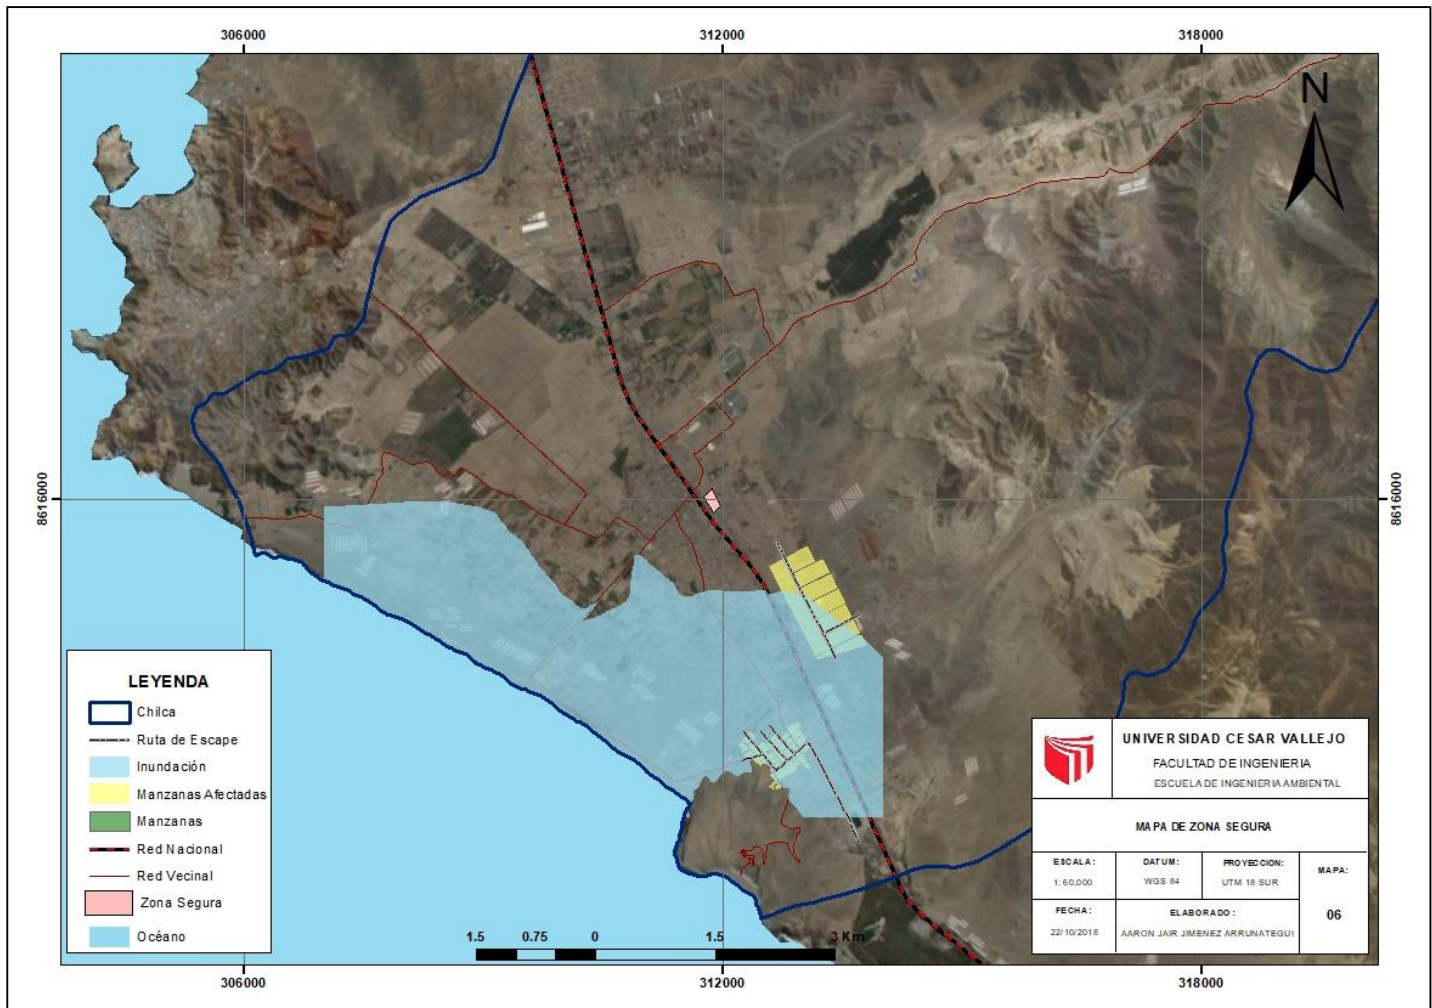 306000
312000
318000
N
8616000
8616000
LEYENDA
Chilca
Ruta de Escape
Inundación
Manzanas Afectadas
Manzanas
Red Nacional
Red Vecinal
Zona Segura
Océano
1.5 0.75 0 1.5 3 Km
UNIVERSIDAD CESAR VALLEJO
FACULTAD DE INGENIERIA
ESCUELA DE INGENIERIA AMBIENTAL
MAPA DE ZONA SEGURA
ESCALA:
1:60,000
DATUM:
WGS 84
PROYECCION:
UTM 18 SUR
MAPA:
06
FECHA:
22/10/2018
ELABORADO:
AARON JAIR JIMENEZ ARRUNATEGUI
306000
312000
318000